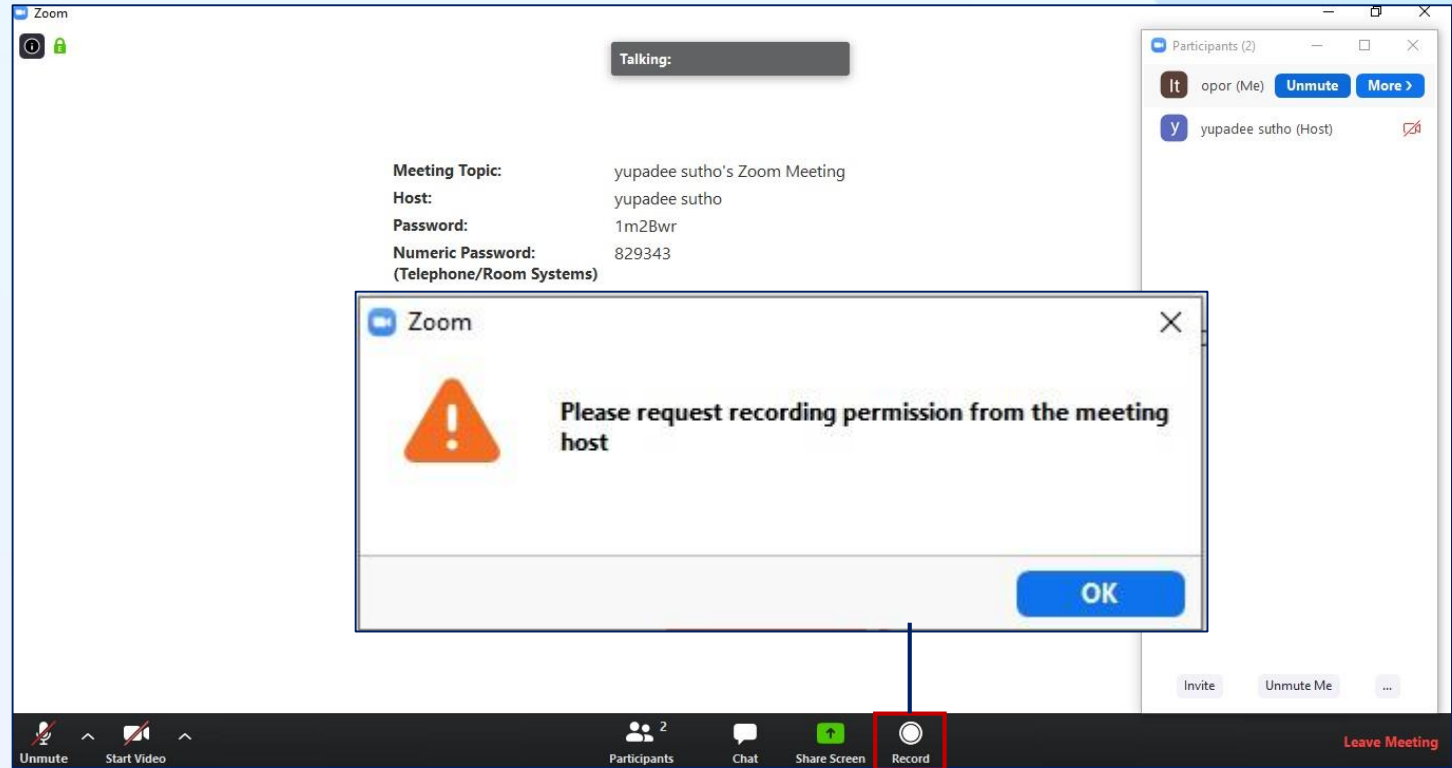 Zoom
Talking:
Participants (2)
lt opor (Me) Unmute More >
y yupadee sutho (Host)
Meeting Topic: yupadee sutho's Zoom Meeting
Host: yupadee sutho
Password: 1m2Bwr
Numeric Password: 829343
(Telephone/Room Systems)
Zoom
Please request recording permission from the meeting
host
OK
Invite Unmute Me ...
2
Unmute Start Video Participants Chat Share Screen Record Leave Meeting